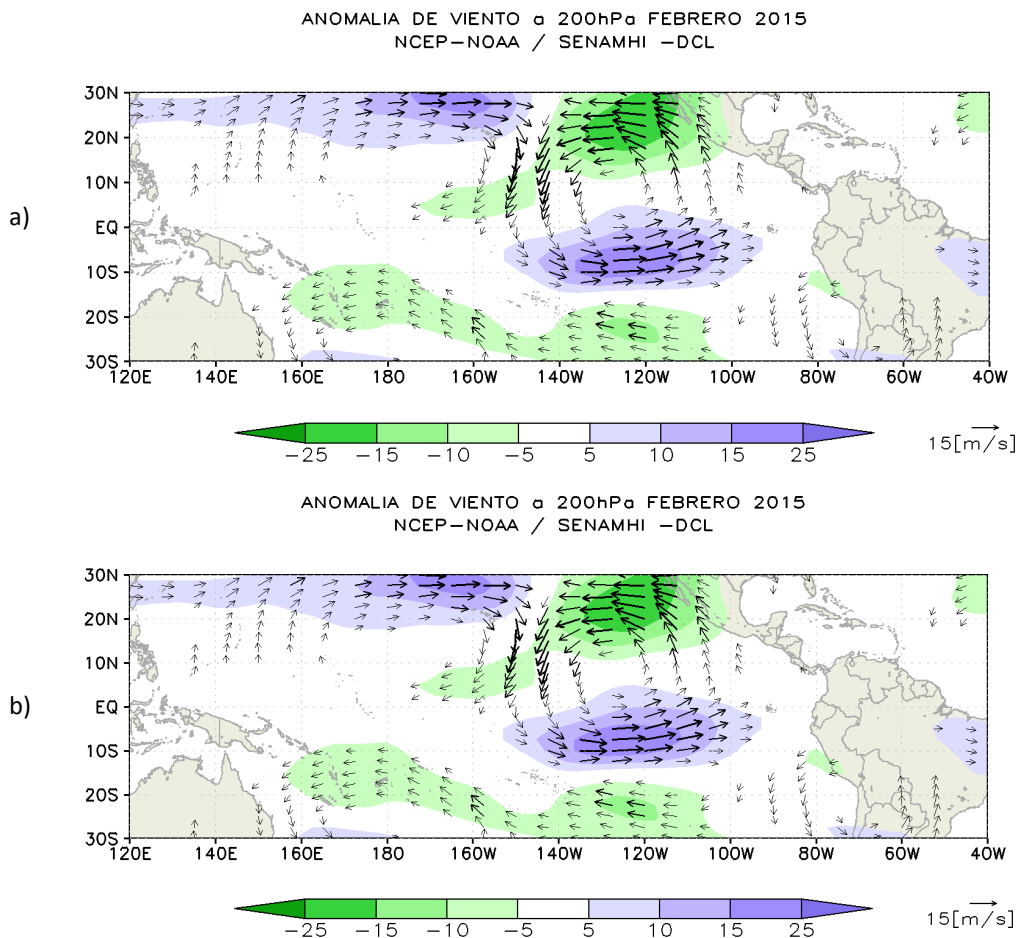 ANOMALIA DE VIENTO a 200hPa FEBRERO 2015
NCEP-NOAA / SENAMHI -DCL
a)
30N
20N
10N
EQ
10S
20S
30S
120E 140E 160E 180 160W 140W 120W 100W 80W 60W 40W
-25 -15 -10 -5 5 10 15 25
15[m/s]
ANOMALIA DE VIENTO a 200hPa FEBRERO 2015
NCEP-NOAA / SENAMHI -DCL
b)
30N
20N
10N
EQ
10S
20S
30S
120E 140E 160E 180 160W 140W 120W 100W 80W 60W 40W
-25 -15 -10 -5 5 10 15 25
15[m/s]